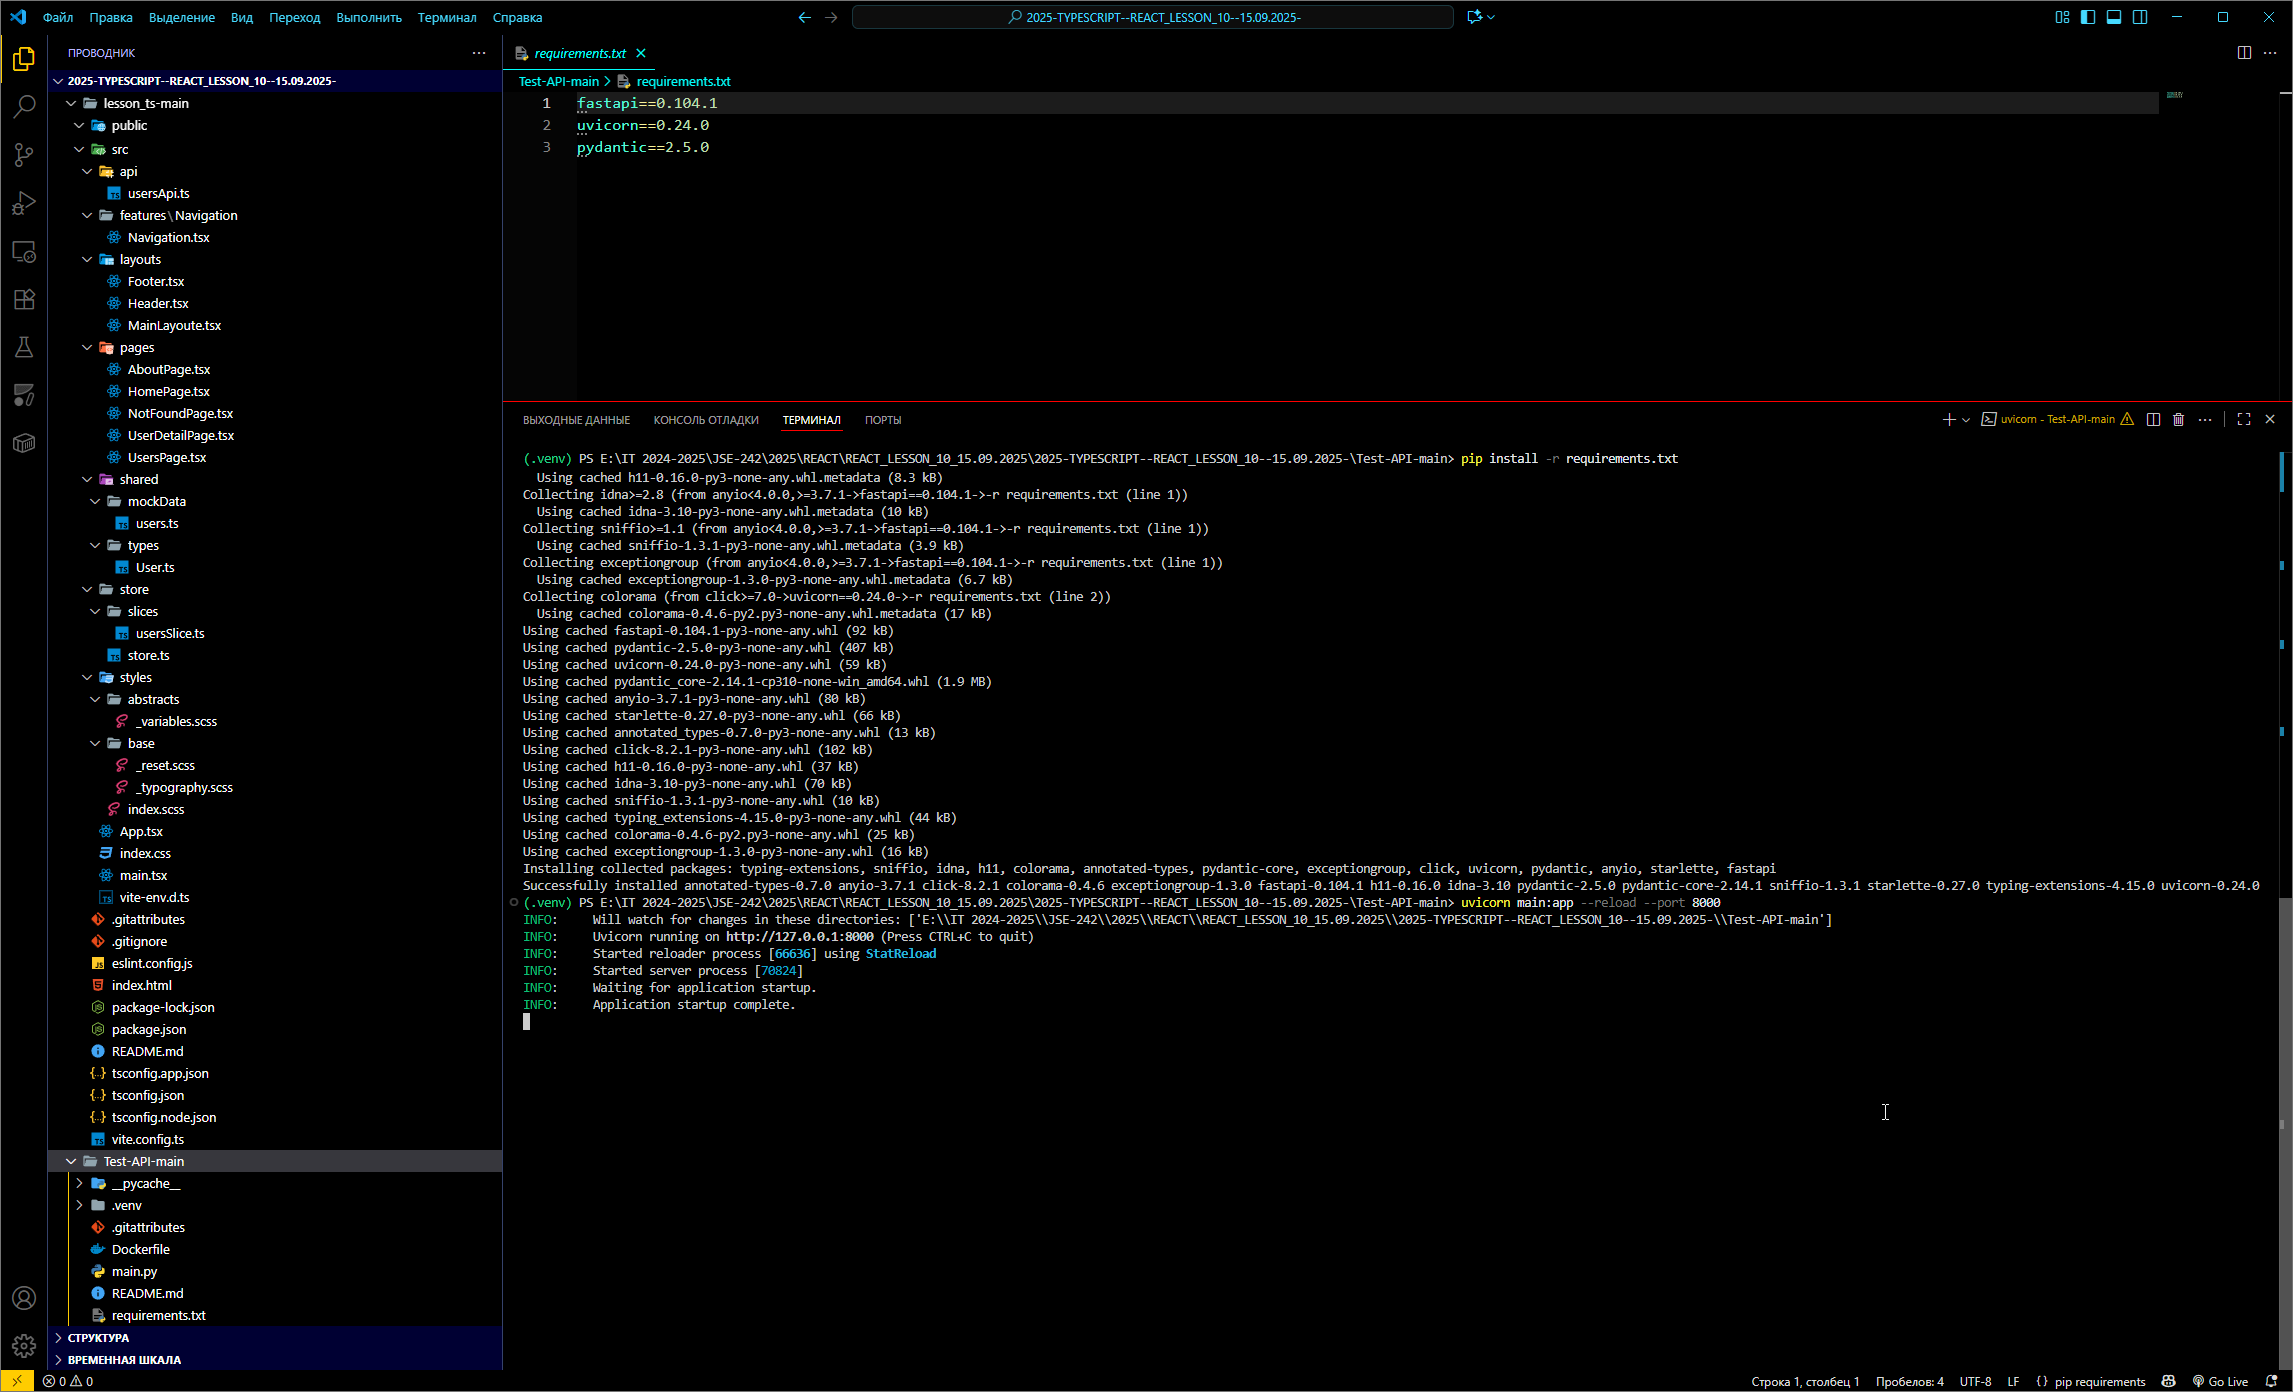 Файл Правка Выделение Вид Переход Выполнить Терминал Справка
2025-TYPESCRIPT--REACT_LESSON_10--15.09.2025-
ПРОВОДНИК
2025-TYPESCRIPT--REACT_LESSON_10--15.09.2025-
lesson_ts-main
public
src
api
usersApi.ts
features\Navigation
Navigation.tsx
layouts
Footer.tsx
Header.tsx
MainLayoute.tsx
pages
AboutPage.tsx
HomePage.tsx
NotFoundPage.tsx
UserDetailPage.tsx
UsersPage.tsx
shared
mockData
users.ts
types
User.ts
store
slices
usersSlice.ts
store.ts
styles
abstracts
_variables.scss
base
_reset.scss
_typography.scss
index.scss
App.tsx
index.css
main.tsx
vite-env.d.ts
.gitattributes
.gitignore
eslint.config.js
index.html
package-lock.json
package.json
README.md
tsconfig.app.json
tsconfig.json
tsconfig.node.json
vite.config.ts
Test-API-main
__pycache__
.venv
.gitattributes
Dockerfile
main.py
README.md
requirements.txt
СТРУКТУРА
ВРЕМЕННАЯ ШКАЛА
requirements.txt
Test-API-main > requirements.txt
1 fastapi==0.104.1
2 uvicorn==0.24.0
3 pydantic==2.5.0
ВЫХОДНЫЕ ДАННЫЕ КОНСОЛЬ ОТЛАДКИ ТЕРМИНАЛ ПОРТЫ
uvicorn - Test-API-main
(.venv) PS E:\IT 2024-2025\JSE-242\2025\REACT\REACT_LESSON_10_15.09.2025\2025-TYPESCRIPT--REACT_LESSON_10--15.09.2025-\Test-API-main> pip install -r requirements.txt
Using cached h11-0.16.0-py3-none-any.whl.metadata (8.3 kB)
Collecting idna>=2.8 (from anyio<4.0.0,>=3.7.1->fastapi==0.104.1->-r requirements.txt (line 1))
Using cached idna-3.10-py3-none-any.whl.metadata (10 kB)
Collecting sniffio>=1.1 (from anyio<4.0.0,>=3.7.1->fastapi==0.104.1->-r requirements.txt (line 1))
Using cached sniffio-1.3.1-py3-none-any.whl.metadata (3.9 kB)
Collecting exceptiongroup (from anyio<4.0.0,>=3.7.1->fastapi==0.104.1->-r requirements.txt (line 1))
Using cached exceptiongroup-1.3.0-py3-none-any.whl.metadata (6.7 kB)
Collecting colorama (from click>=7.0->uvicorn==0.24.0->-r requirements.txt (line 2))
Using cached colorama-0.4.6-py2.py3-none-any.whl.metadata (17 kB)
Using cached fastapi-0.104.1-py3-none-any.whl (92 kB)
Using cached pydantic-2.5.0-py3-none-any.whl (407 kB)
Using cached uvicorn-0.24.0-py3-none-any.whl (59 kB)
Using cached pydantic_core-2.14.1-cp310-none-win_amd64.whl (1.9 MB)
Using cached anyio-3.7.1-py3-none-any.whl (80 kB)
Using cached starlette-0.27.0-py3-none-any.whl (66 kB)
Using cached annotated_types-0.7.0-py3-none-any.whl (13 kB)
Using cached click-8.2.1-py3-none-any.whl (102 kB)
Using cached h11-0.16.0-py3-none-any.whl (37 kB)
Using cached idna-3.10-py3-none-any.whl (70 kB)
Using cached sniffio-1.3.1-py3-none-any.whl (10 kB)
Using cached typing_extensions-4.15.0-py3-none-any.whl (44 kB)
Using cached colorama-0.4.6-py2.py3-none-any.whl (25 kB)
Using cached exceptiongroup-1.3.0-py3-none-any.whl (16 kB)
Installing collected packages: typing-extensions, sniffio, idna, h11, colorama, annotated-types, pydantic-core, exceptiongroup, click, uvicorn, pydantic, anyio, starlette, fastapi
Successfully installed annotated-types-0.7.0 anyio-3.7.1 click-8.2.1 colorama-0.4.6 exceptiongroup-1.3.0 fastapi-0.104.1 h11-0.16.0 idna-3.10 pydantic-2.5.0 pydantic-core-2.14.1 sniffio-1.3.1 starlette-0.27.0 typing-extensions-4.15.0 uvicorn-0.24.0
(.venv) PS E:\IT 2024-2025\JSE-242\2025\REACT\REACT_LESSON_10_15.09.2025\2025-TYPESCRIPT--REACT_LESSON_10--15.09.2025-\Test-API-main> uvicorn main:app --reload --port 8000
INFO: Will watch for changes in these directories: ['E:\\IT 2024-2025\\JSE-242\\2025\\REACT\\REACT_LESSON_10_15.09.2025\\2025-TYPESCRIPT--REACT_LESSON_10--15.09.2025-\\Test-API-main']
INFO: Uvicorn running on http://127.0.0.1:8000 (Press CTRL+C to quit)
INFO: Started reloader process [66636] using StatReload
INFO: Started server process [70824]
INFO: Waiting for application startup.
INFO: Application startup complete.
0 0
Строка 1, столбец 1 Пробелов: 4 UTF-8 LF {} pip requirements Go Live